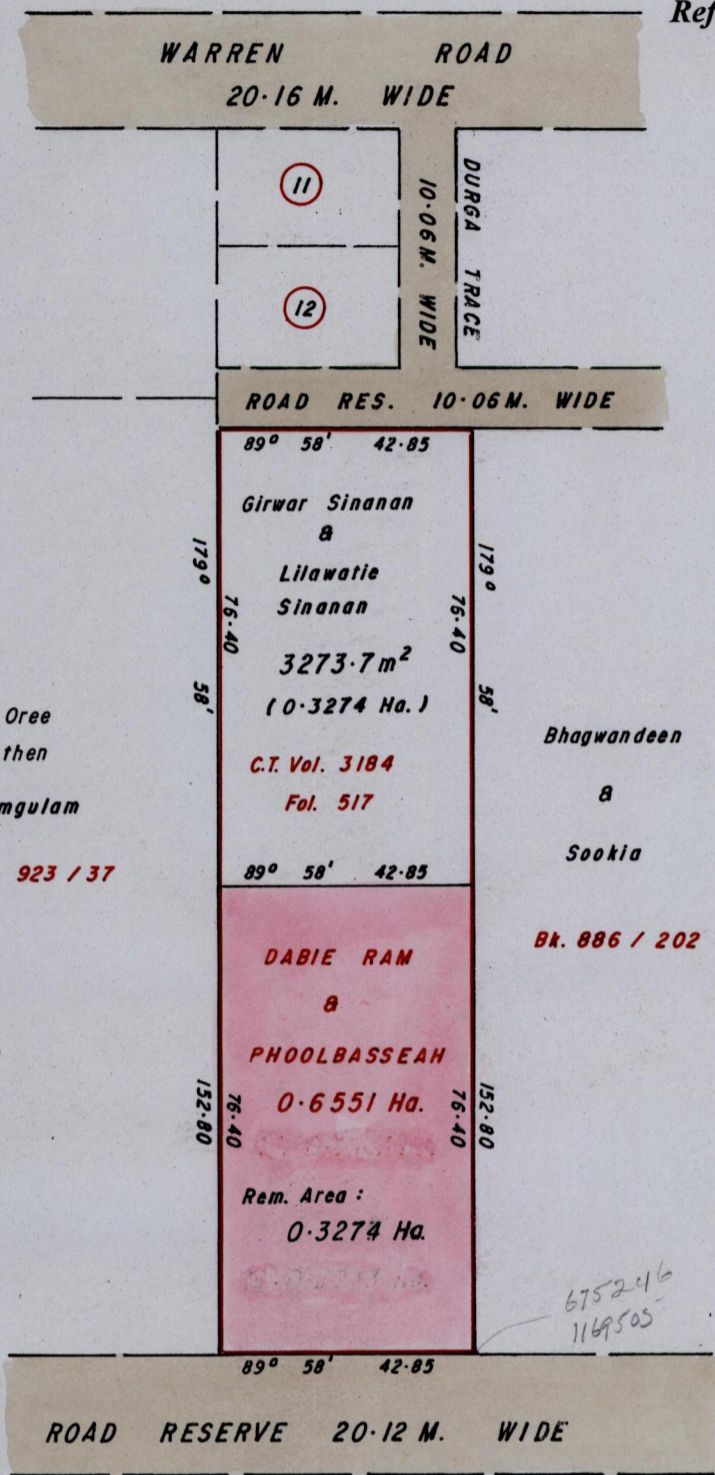 Ref
WARREN ROAD
20·16 M. WIDE
11
DURGA TRACE
10·06 M. WIDE
12
ROAD RES. 10·06 M. WIDE
89° 58' 42·85
Girwar Sinanan
&
Lilawatie
Sinanan
179° 58'
76·40
76·40
179° 58'
3273·7 m²
(0·3274 Ha.)
C.T. Vol. 3184
Fol. 517
Oree
then
mgulam
923 / 37
Bhagwandeen
&
Sookia
Bk. 886 / 202
89° 58' 42·85
DABIE RAM
&
PHOOLBASSEAH
0·6551 Ha.
152·80
76·40
76·40
152·80
Rem. Area :
0·3274 Ha.
675246
1169505
89° 58' 42·85
ROAD RESERVE 20·12 M. WIDE